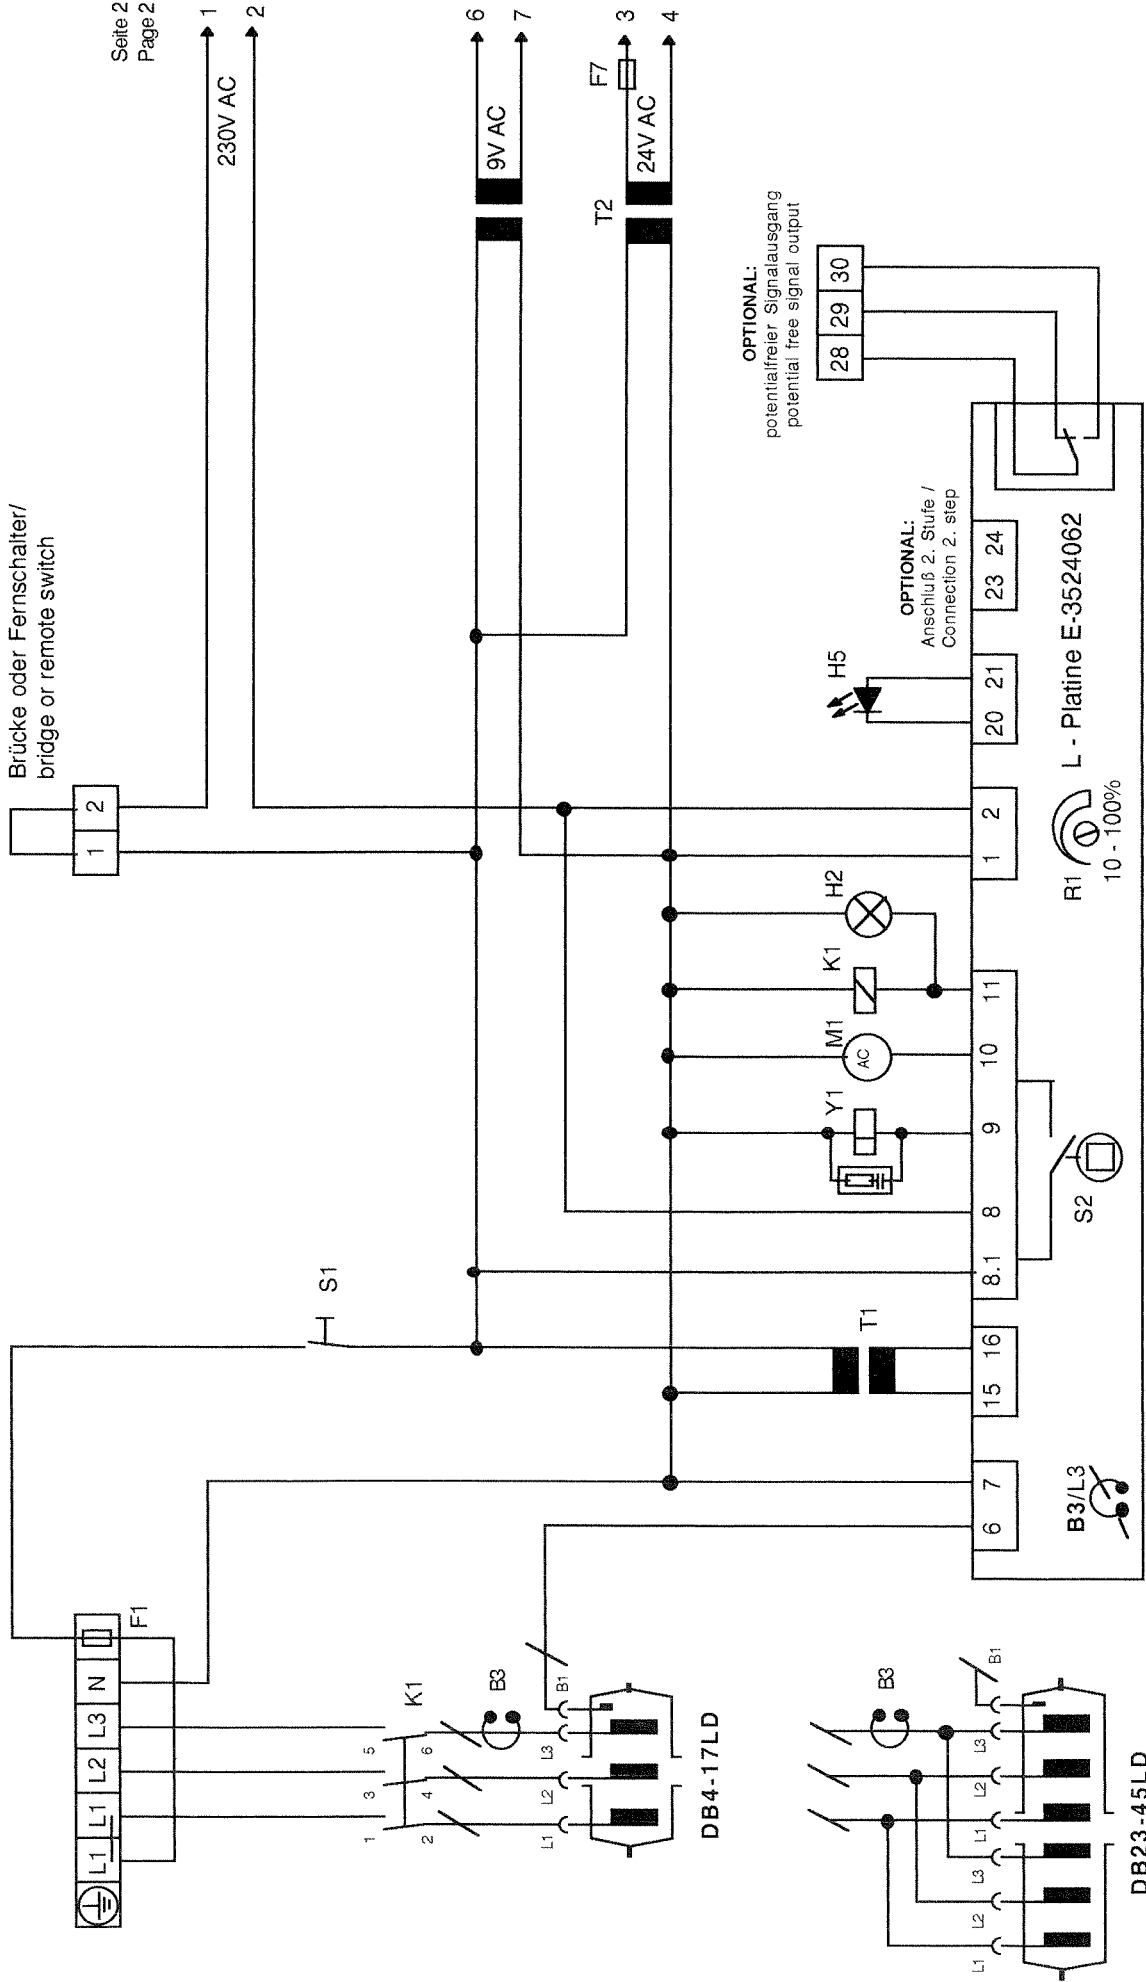 Seite 2
Page 2
1
2
230V AC
6
7
9V AC
3
4
F7
24V AC
T2
Brücke oder Fernschalter/
bridge or remote switch
1 2
OPTIONAL:
potentialfreier Signalausgang
potential free signal output
28 29 30
OPTIONAL:
Anschluß 2. Stufe /
Connection 2. step
23 24
H5
20 21
1 2
L - Platine E-3524062
R1
10 - 100%
H2
K1
M1
AC
Y1
8.1 8 9 10 11
S2
S1
T1
15 16
6 7
B3/L3
L1 L1 L2 L3 N
F1
K1
1 3 5
2 4 6
B3
B1
L1 L2 L3
DB4-17LD
B3
B1
L1 L2 L3 L1 L2 L3
DB23-45LD